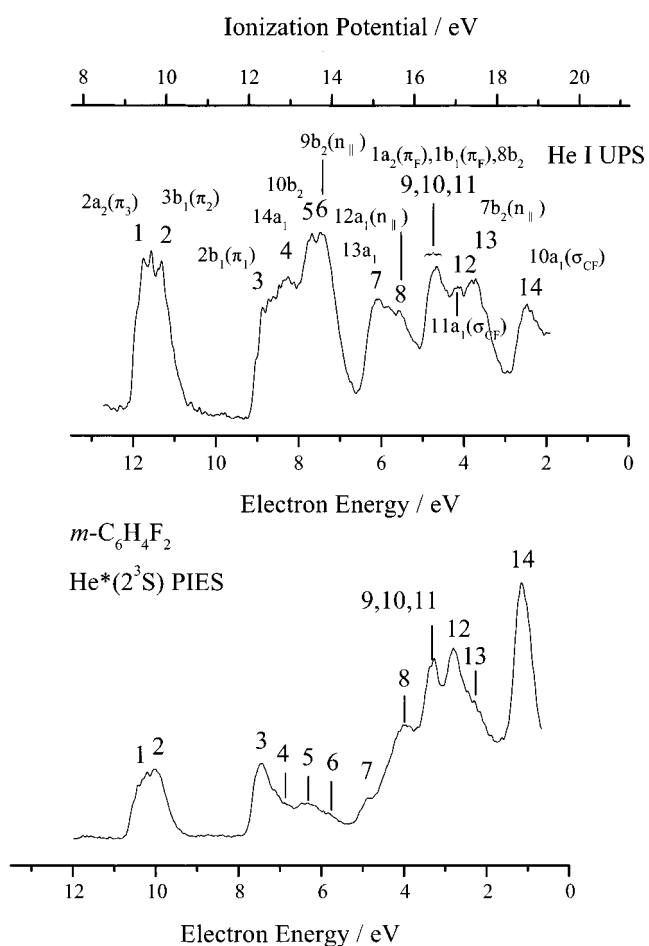 Ionization Potential / eV
8 10 12 14 16 18 20
9b₂(n∥)
1a₂(π_F),1b₁(π_F),8b₂
He I UPS
2a₂(π₃)
3b₁(π₂)
10b₂
9,10,11
7b₂(n∥)
14a₁
56
12a₁(n∥)
13
1 2
2b₁(π₁)
4
13a₁
10a₁(σ_CF)
3
7
8
12
14
11a₁(σ_CF)
12 10 8 6 4 2 0
Electron Energy / eV
m-C₆H₄F₂
He*(2³S) PIES
14
9,10,11
12
13
8
1 2
3
4
5
6
7
12 10 8 6 4 2 0
Electron Energy / eV